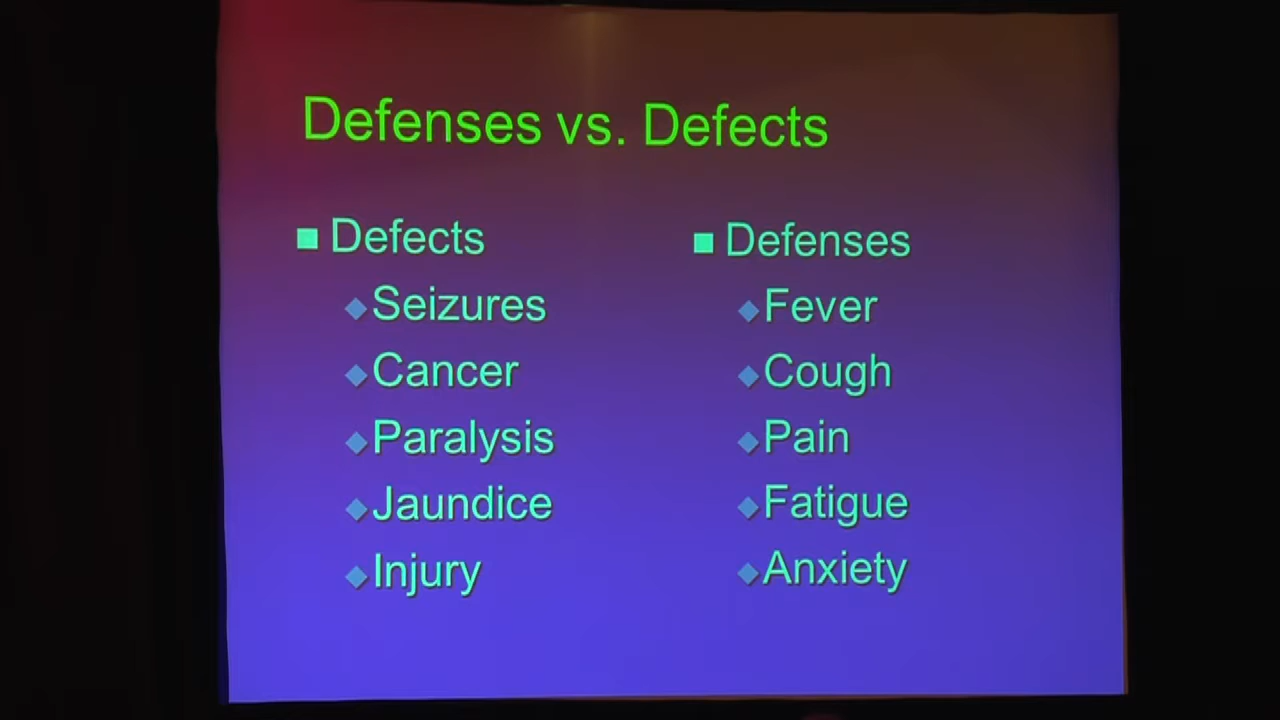 Defenses vs. Defects
Defects
Seizures
Cancer
Paralysis
Jaundice
Injury
Defenses
Fever
Cough
Pain
Fatigue
Anxiety